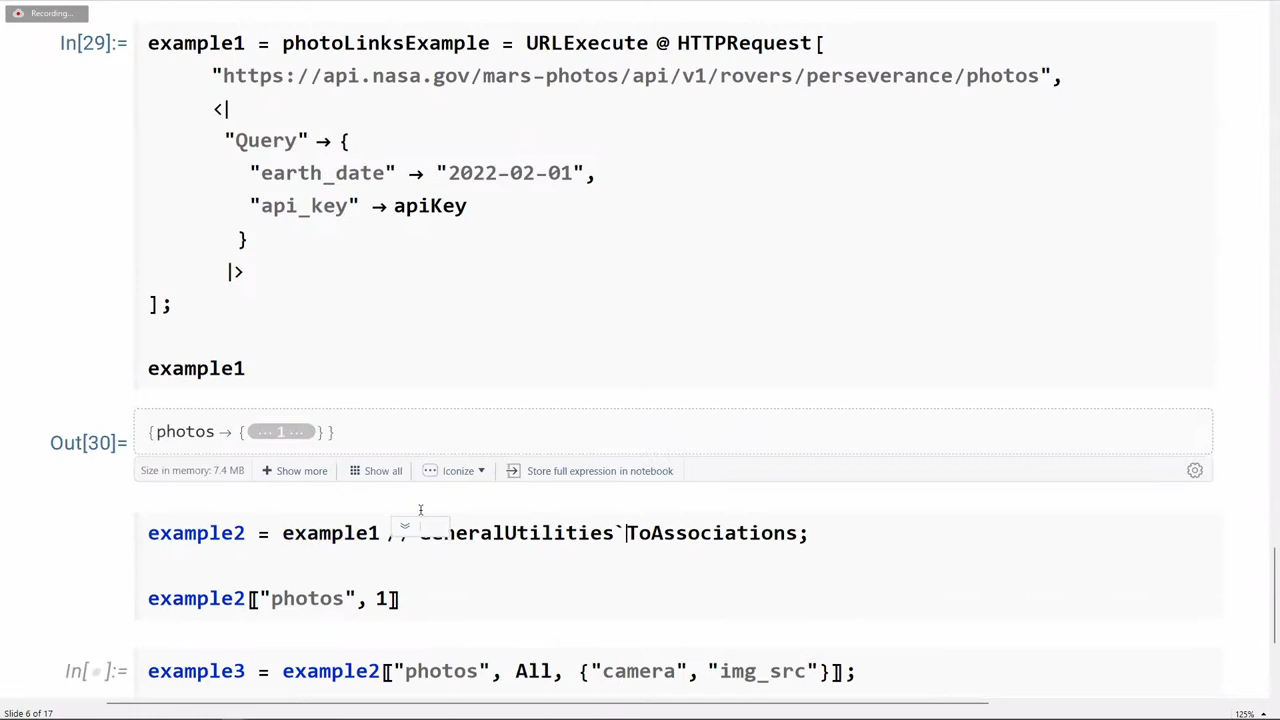 Recording...
In[29]:= example1 = photoLinksExample = URLExecute @ HTTPRequest[
"https://api.nasa.gov/mars-photos/api/v1/rovers/perseverance/photos",
<|
"Query" → {
"earth_date" → "2022-02-01",
"api_key" → apiKey
}
|>
];
example1
Out[30]= {photos → { ... 1 ... } }
Size in memory: 7.4 MB + Show more Show all Iconize ▼ Store full expression in notebook
example2 = example1 // GeneralUtilities`ToAssociations;
example2〚"photos", 1〛
In[ ]:= example3 = example2〚"photos", All, {"camera", "img_src"}〛;
Slide 6 of 17
125% ▲